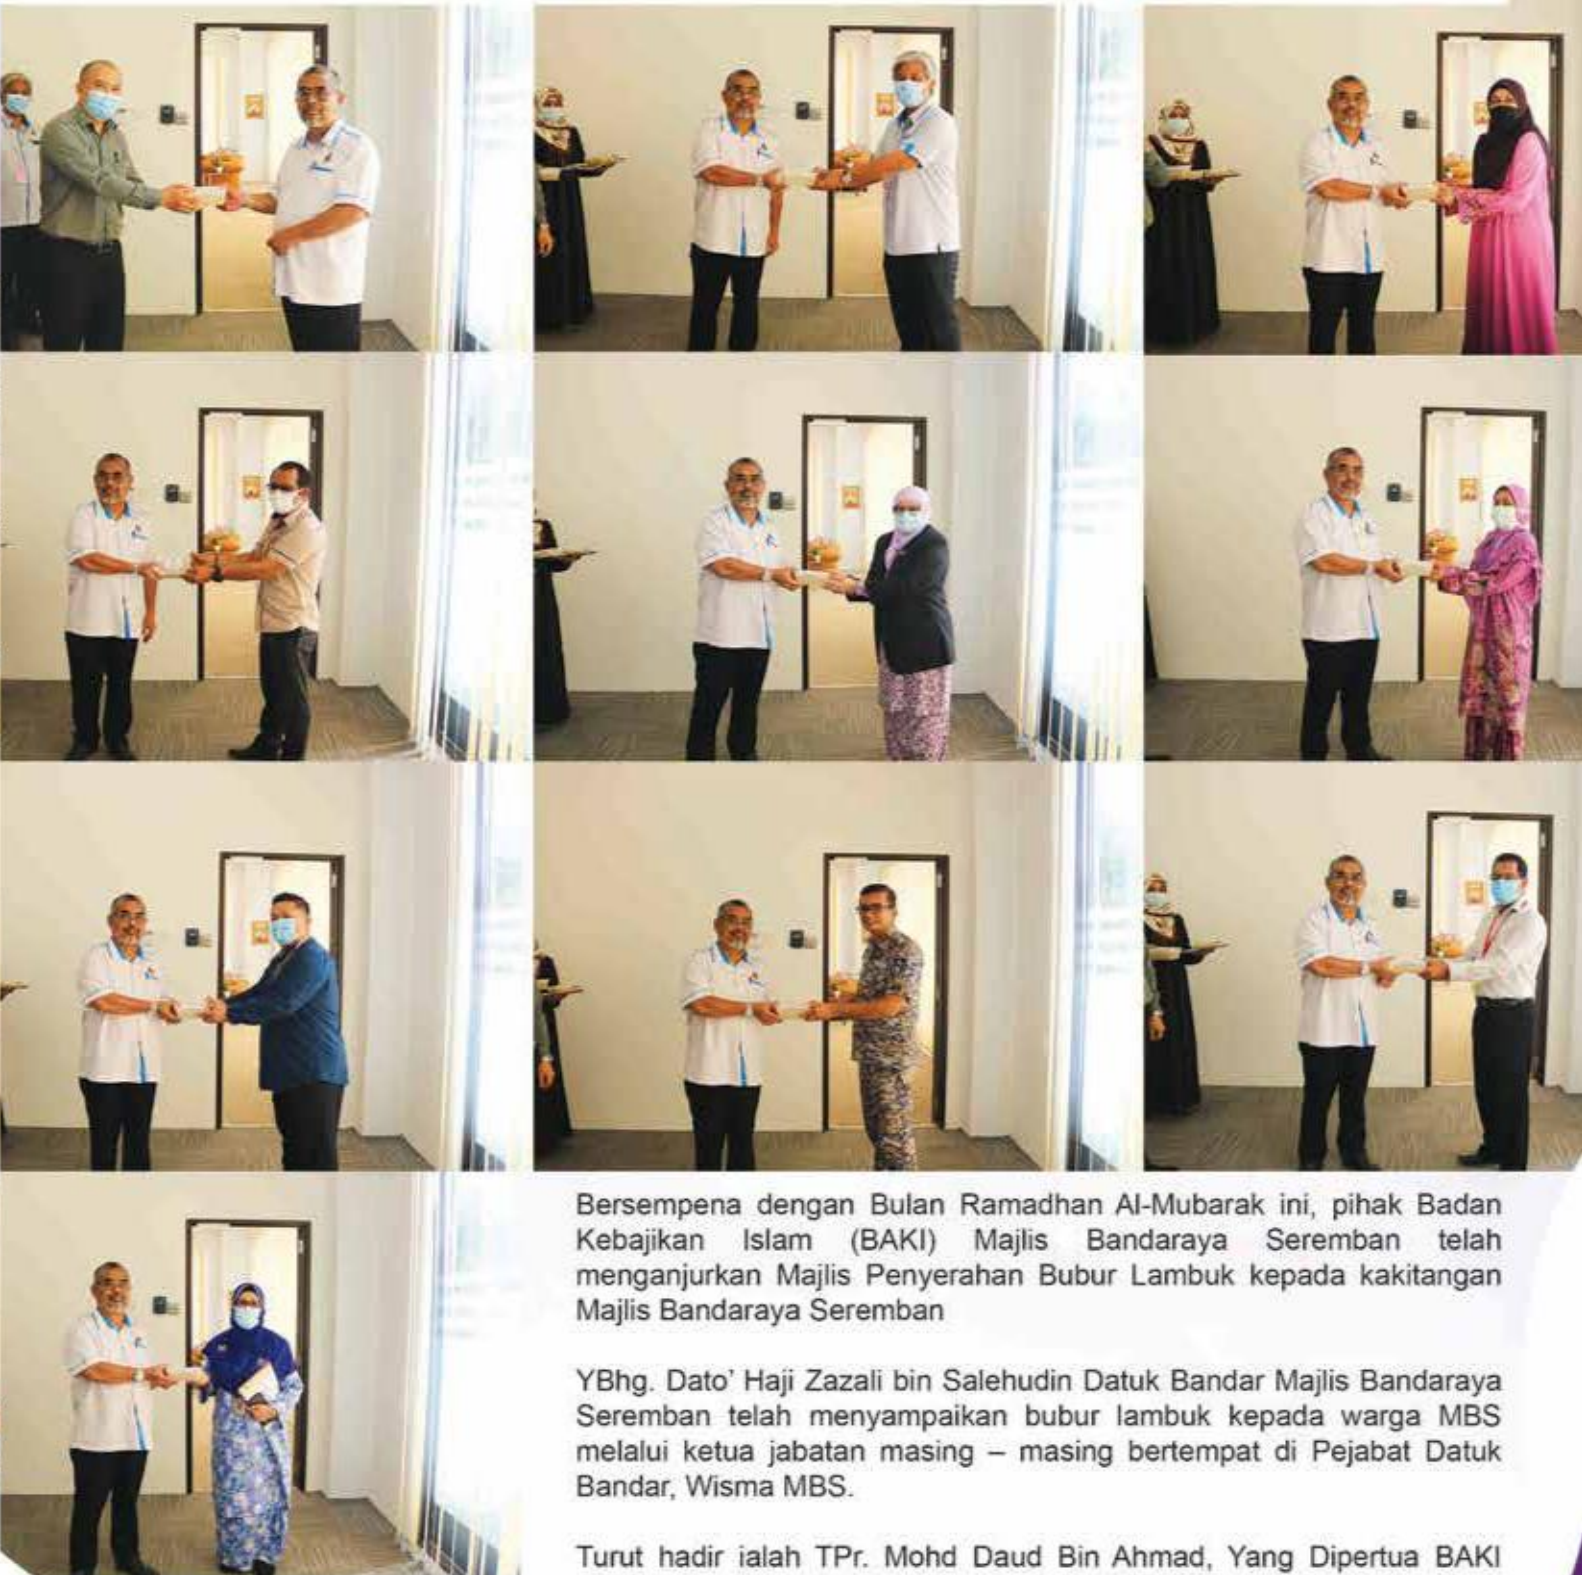 Bersempena dengan Bulan Ramadhan Al-Mubarak ini, pihak Badan
Kebajikan Islam (BAKI) Majlis Bandaraya Seremban telah
menganjurkan Majlis Penyerahan Bubur Lambuk kepada kakitangan
Majlis Bandaraya Seremban
YBhg. Dato' Haji Zazali bin Salehudin Datuk Bandar Majlis Bandaraya
Seremban telah menyampaikan bubur lambuk kepada warga MBS
melalui ketua jabatan masing – masing bertempat di Pejabat Datuk
Bandar, Wisma MBS.
Turut hadir ialah TPr. Mohd Daud Bin Ahmad, Yang Dipertua BAKI